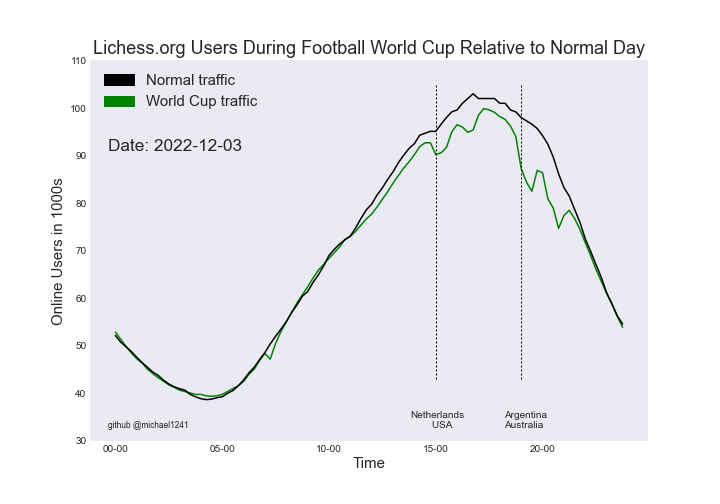 Lichess.org Users During Football World Cup Relative to Normal Day
110
Normal traffic
World Cup traffic
100
Date: 2022-12-03
90
80
70
60
50
40
30
Online Users in 1000s
github @michael1241
Netherlands
USA
Argentina
Australia
00-00
05-00
10-00
15-00
20-00
Time